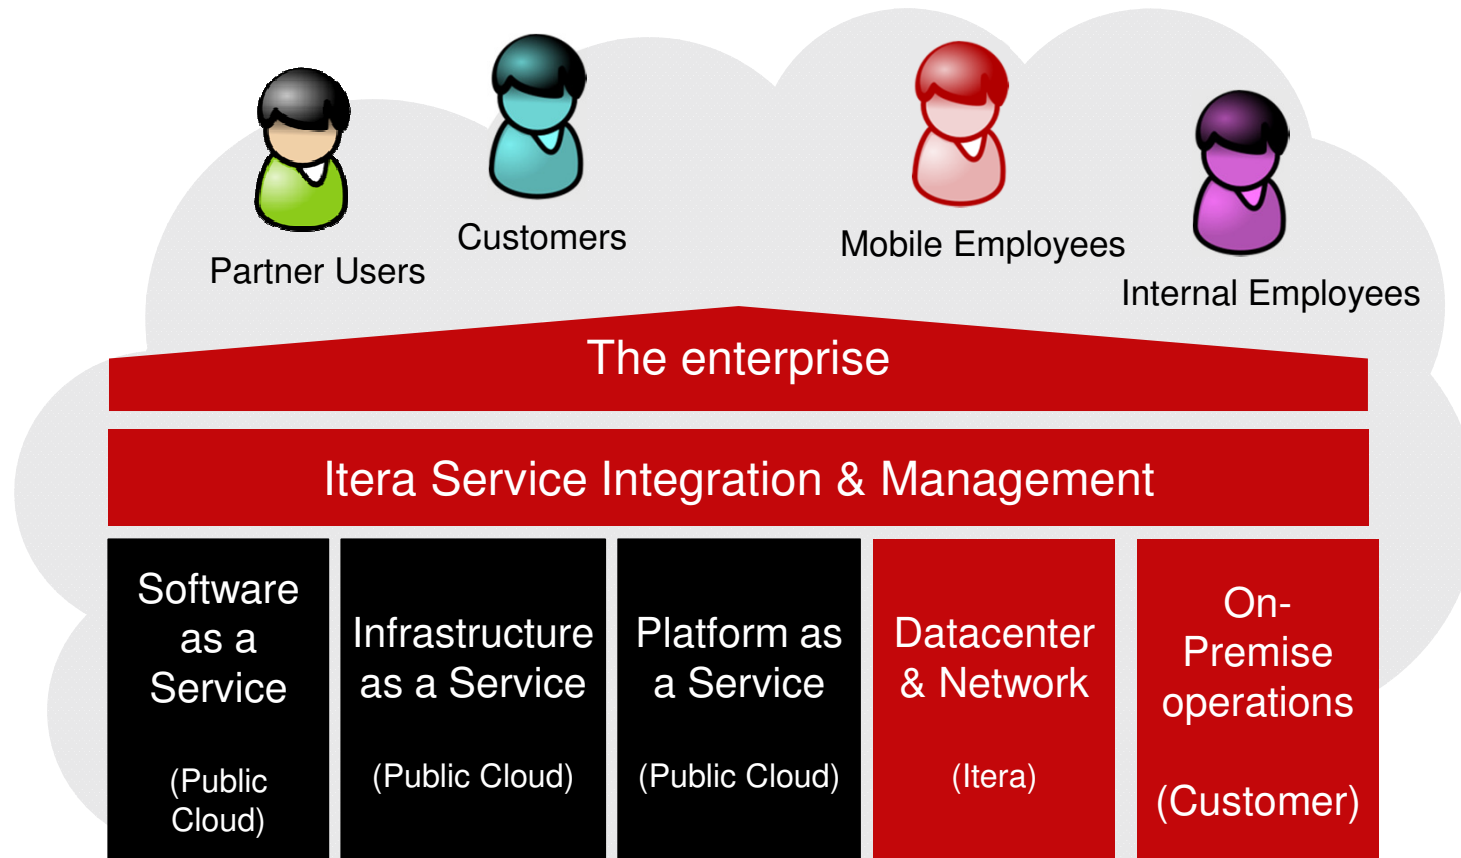 Partner Users
Customers
Mobile Employees
Internal Employees
The enterprise
Itera Service Integration & Management
Software
as a
Service
(Public
Cloud)
Infrastructure
as a Service
(Public Cloud)
Platform as
a Service
(Public Cloud)
Datacenter
& Network
(Itera)
On-
Premise
operations
(Customer)